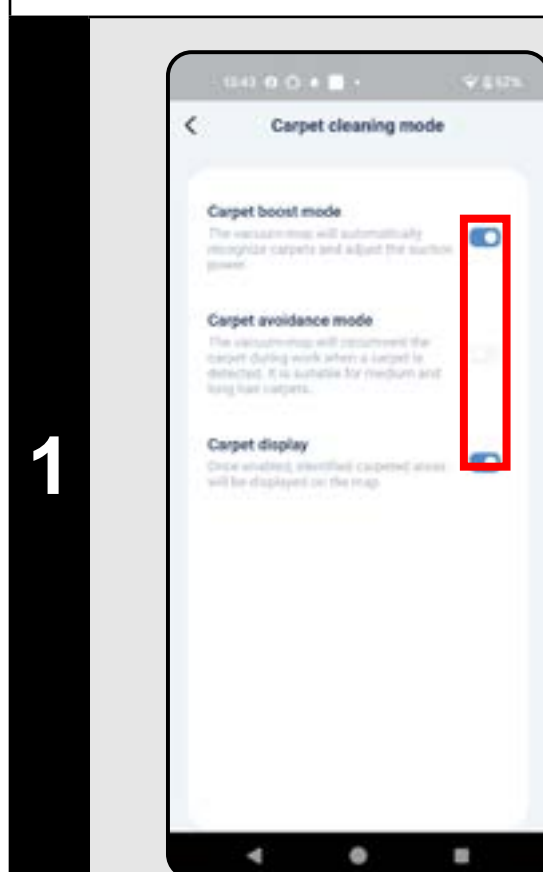 Carpet cleaning mode
Carpet boost mode
The vacuum-mop will automatically
recognize carpets and adjust the suction
power.
Carpet avoidance mode
The vacuum-mop will circumvent the
carpet during work when a carpet is
detected. It is suitable for medium and
long hair carpets.
1
Carpet display
Once enabled, identified carpeted areas
will be displayed on the map